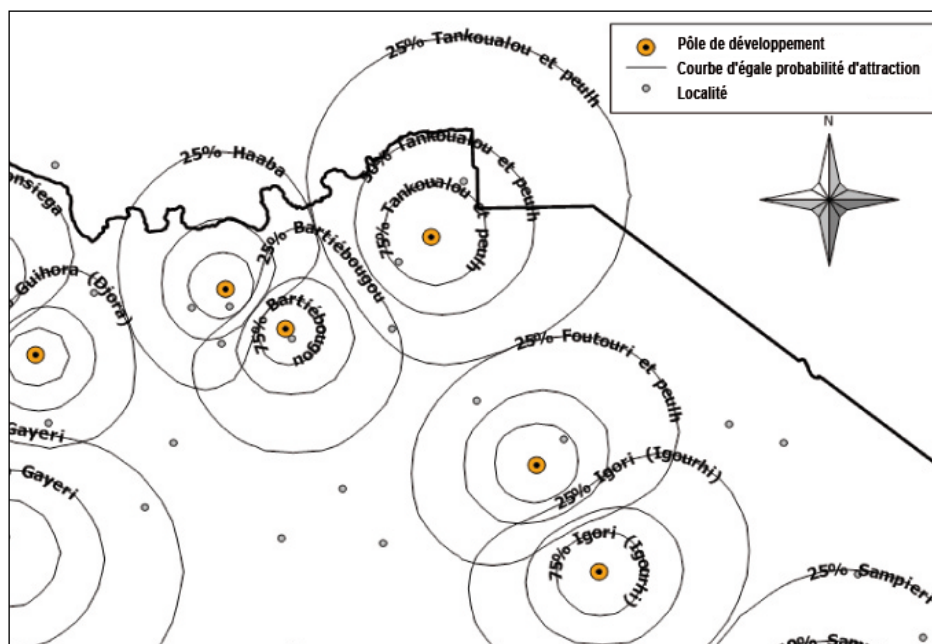 Pôle de développement
Courbe d'égale probabilité d'attraction
Localité
N
25% Tankoualou et peulh
50% Tankoualou et peulh
75% Tankoualou et peulh
25% Haaba
25% Bartiébougou
75% Bartiébougou
Guihora (Djora)
25% Foutouri et peulh
Gayeri
Gayeri
25% Igori (Igourhi)
75% Igori (Igourhi)
25% Sampieri